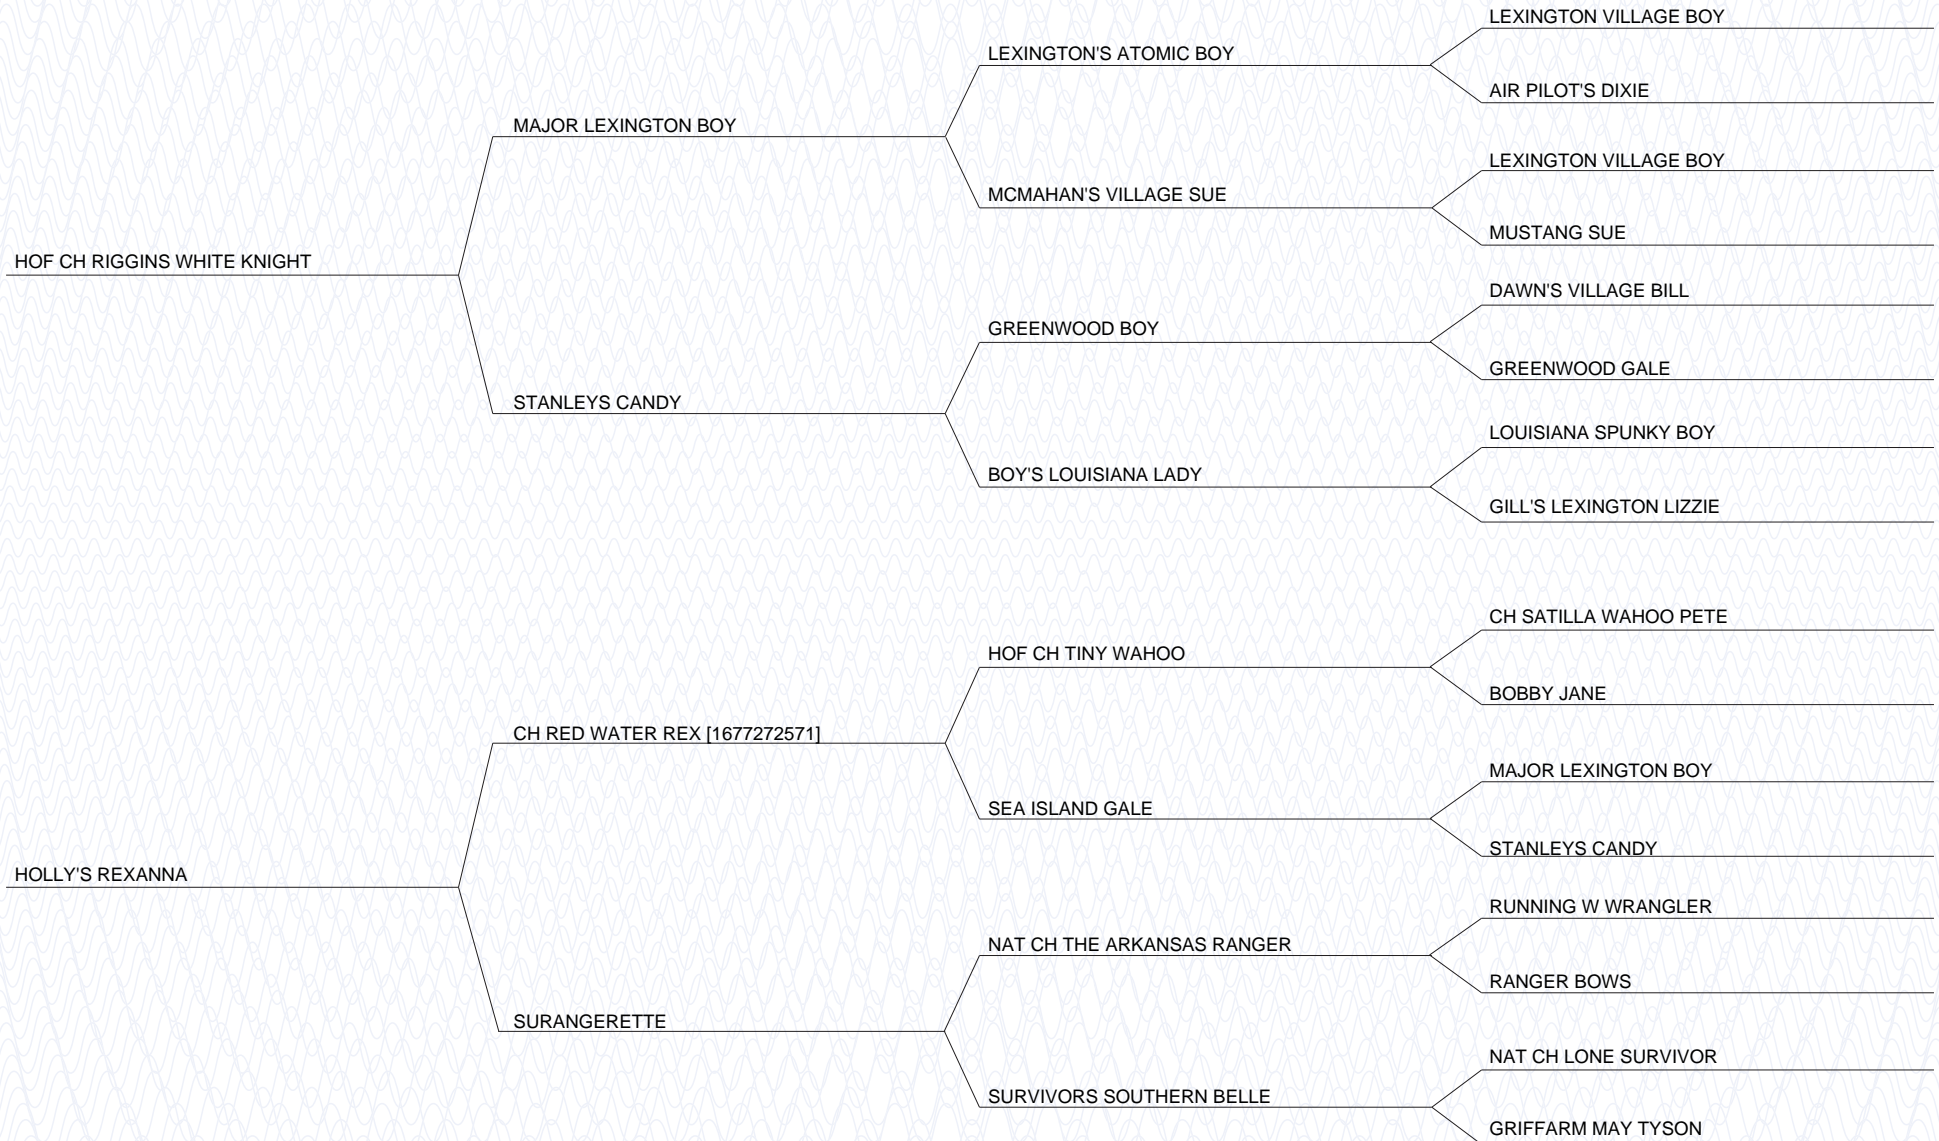 LEXINGTON VILLAGE BOY
LEXINGTON'S ATOMIC BOY
AIR PILOT'S DIXIE
MAJOR LEXINGTON BOY
LEXINGTON VILLAGE BOY
MCMAHAN'S VILLAGE SUE
MUSTANG SUE
HOF CH RIGGINS WHITE KNIGHT
DAWN'S VILLAGE BILL
GREENWOOD BOY
GREENWOOD GALE
STANLEYS CANDY
LOUISIANA SPUNKY BOY
BOY'S LOUISIANA LADY
GILL'S LEXINGTON LIZZIE
CH SATILLA WAHOO PETE
HOF CH TINY WAHOO
BOBBY JANE
CH RED WATER REX [1677272571]
MAJOR LEXINGTON BOY
SEA ISLAND GALE
STANLEYS CANDY
HOLLY'S REXANNA
RUNNING W WRANGLER
NAT CH THE ARKANSAS RANGER
RANGER BOWS
SURANGERETTE
NAT CH LONE SURVIVOR
SURVIVORS SOUTHERN BELLE
GRIFFARM MAY TYSON